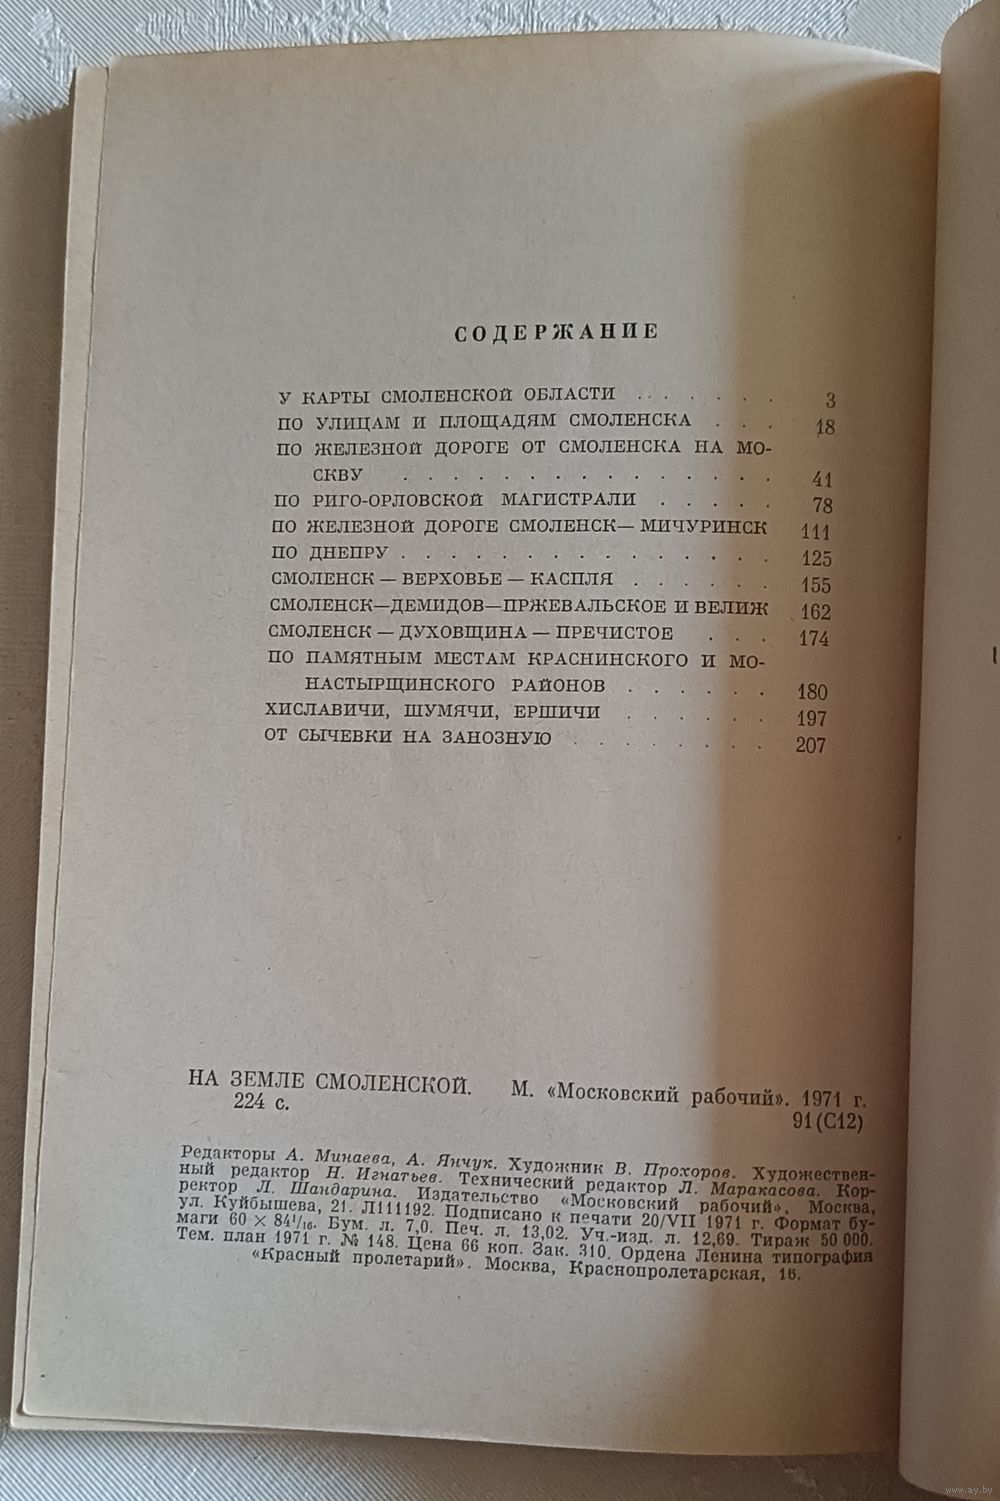 СОДЕРЖАНИЕ
У КАРТЫ СМОЛЕНСКОЙ ОБЛАСТИ . . . . . . . 3
ПО УЛИЦАМ И ПЛОЩАДЯМ СМОЛЕНСКА . . . 18
ПО ЖЕЛЕЗНОЙ ДОРОГЕ ОТ СМОЛЕНСКА НА МО-
СКВУ . . . . . . . . . . . . . . 41
ПО РИГО-ОРЛОВСКОЙ МАГИСТРАЛИ . . . . . 78
ПО ЖЕЛЕЗНОЙ ДОРОГЕ СМОЛЕНСК—МИЧУРИНСК 111
ПО ДНЕПРУ . . . . . . . . . . . . . . 125
СМОЛЕНСК — ВЕРХОВЬЕ — КАСПЛЯ . . . . . . 155
СМОЛЕНСК—ДЕМИДОВ—ПРЖЕВАЛЬСКОЕ И ВЕЛИЖ 162
СМОЛЕНСК — ДУХОВЩИНА — ПРЕЧИСТОЕ . . . 174
ПО ПАМЯТНЫМ МЕСТАМ КРАСНИНСКОГО И МО-
НАСТЫРЩИНСКОГО РАЙОНОВ . . . . . . 180
ХИСЛАВИЧИ, ШУМЯЧИ, ЕРШИЧИ . . . . . . 197
ОТ СЫЧЕВКИ НА ЗАНОЗНУЮ . . . . . . . . 207
НА ЗЕМЛЕ СМОЛЕНСКОЙ. М. «Московский рабочий». 1971 г.
224 с.
91(С12)
Редакторы А. Минаева, А. Янчук. Художник В. Прохоров. Художествен-
ный редактор Н. Игнатьев. Технический редактор Л. Маракасова. Кор-
ректор Л. Шандарина. Издательство «Московский рабочий», Москва,
ул. Куйбышева, 21. Л111192. Подписано к печати 20/VII 1971 г. Формат бу-
маги 60 × 84 1/16. Бум. л. 7,0. Печ. л. 13,02. Уч.-изд. л. 12,69. Тираж 50 000.
Тем. план 1971 г. № 148. Цена 66 коп. Зак. 310. Ордена Ленина типография
«Красный пролетарий». Москва, Краснопролетарская, 16.
www.ay.by